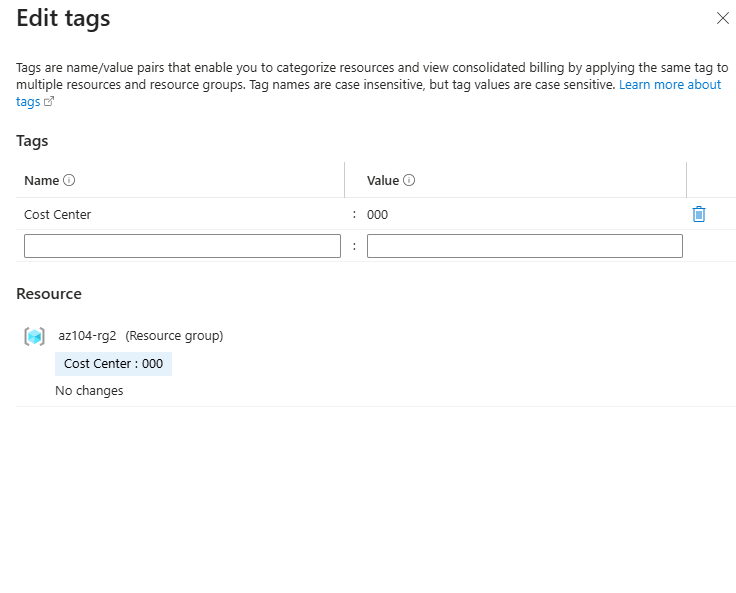 Edit tags
Tags are name/value pairs that enable you to categorize resources and view consolidated billing by applying the same tag to
multiple resources and resource groups. Tag names are case insensitive, but tag values are case sensitive. Learn more about
tags
Tags
Name Value
Cost Center : 000
:
Resource
az104-rg2 (Resource group)
Cost Center : 000
No changes